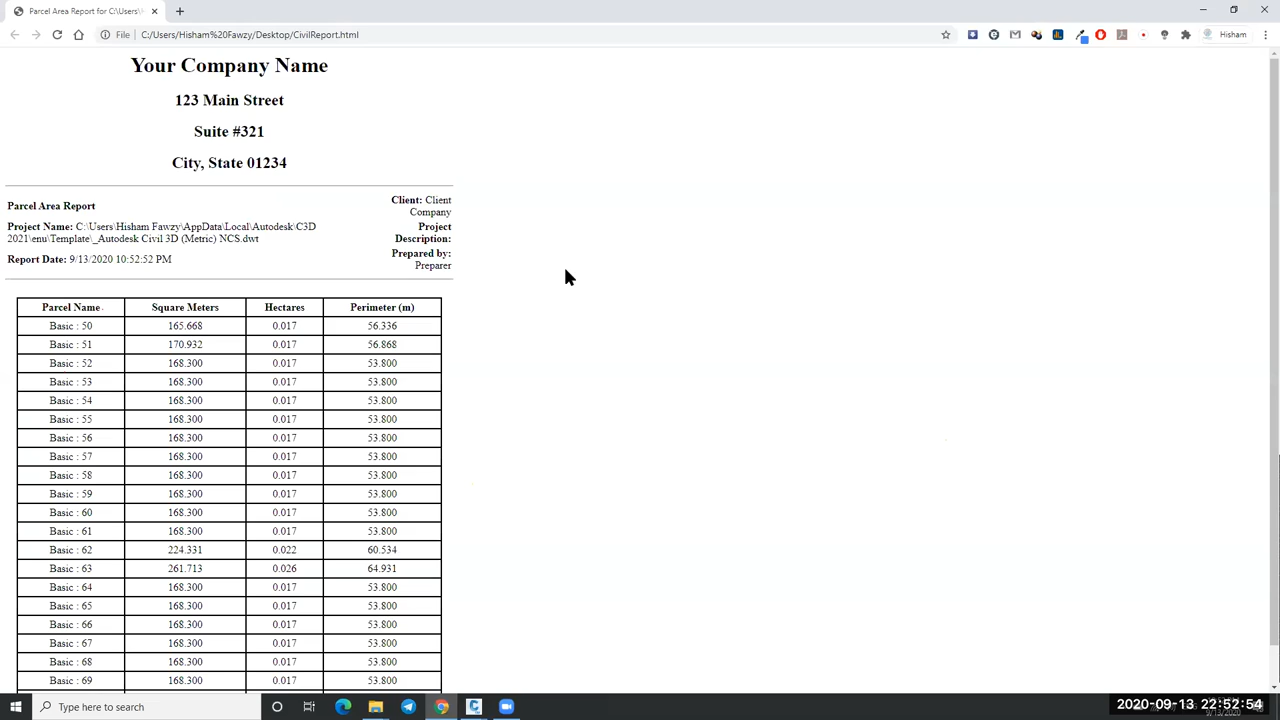 Parcel Area Report for C:\Users\H
File C:/Users/Hisham%20Fawzy/Desktop/CivilReport.html
Hisham
Your Company Name
123 Main Street
Suite #321
City, State 01234
Parcel Area Report
Client: Client
Company
Project Name: C:\Users\Hisham Fawzy\AppData\Local\Autodesk\C3D
2021\enu\Template\_Autodesk Civil 3D (Metric) NCS.dwt
Project
Description:
Report Date: 9/13/2020 10:52:52 PM
Prepared by:
Preparer
Parcel Name Square Meters Hectares Perimeter (m)
Basic : 50 165.668 0.017 56.336
Basic : 51 170.932 0.017 56.868
Basic : 52 168.300 0.017 53.800
Basic : 53 168.300 0.017 53.800
Basic : 54 168.300 0.017 53.800
Basic : 55 168.300 0.017 53.800
Basic : 56 168.300 0.017 53.800
Basic : 57 168.300 0.017 53.800
Basic : 58 168.300 0.017 53.800
Basic : 59 168.300 0.017 53.800
Basic : 60 168.300 0.017 53.800
Basic : 61 168.300 0.017 53.800
Basic : 62 224.331 0.022 60.534
Basic : 63 261.713 0.026 64.931
Basic : 64 168.300 0.017 53.800
Basic : 65 168.300 0.017 53.800
Basic : 66 168.300 0.017 53.800
Basic : 67 168.300 0.017 53.800
Basic : 68 168.300 0.017 53.800
Basic : 69 168.300 0.017 53.800
Type here to search
2020-09-13 22:52:54